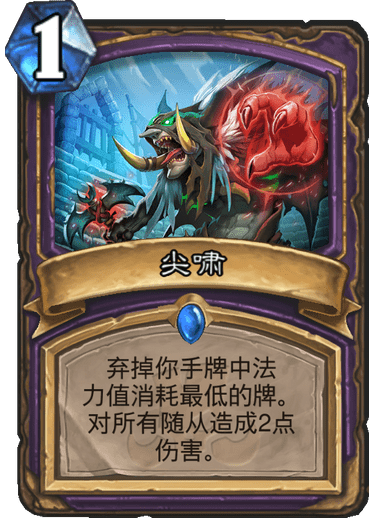 1
尖啸
弃掉你手牌中法
力值消耗最低的牌。
对所有随从造成2点
伤害。